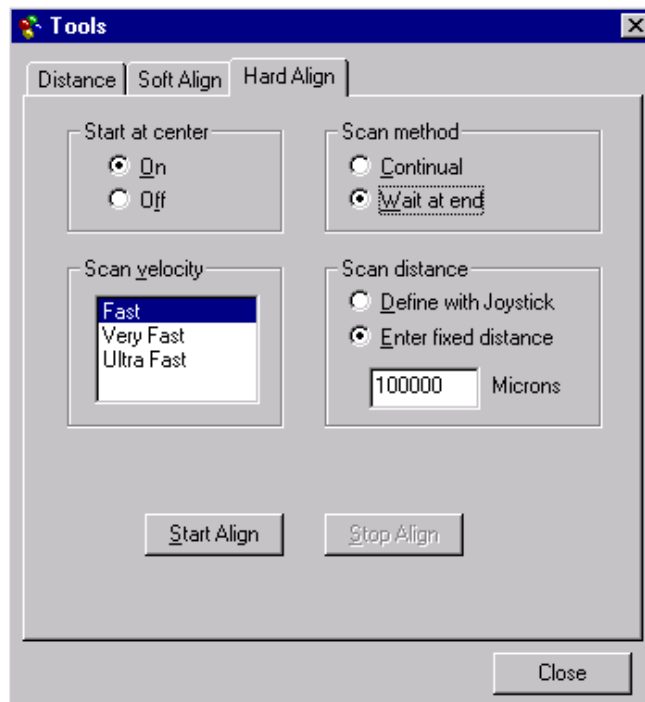 Tools
Distance Soft Align Hard Align
Start at center
On
Off
Scan method
Continual
Wait at end
Scan velocity
Fast
Very Fast
Ultra Fast
Scan distance
Define with Joystick
Enter fixed distance
100000 Microns
Start Align Stop Align
Close